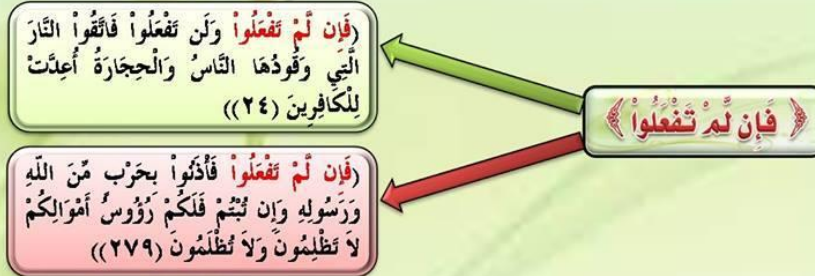 ﴿ فَإِن لَّمْ تَفْعَلُواْ ﴾
(فَإِن لَّمْ تَفْعَلُواْ وَلَن تَفْعَلُواْ فَاتَّقُواْ النَّارَ
الَّتِي وَقُودُهَا النَّاسُ وَالْحِجَارَةُ أُعِدَّتْ
لِلْكَافِرِينَ (٢٤))
(فَإِن لَّمْ تَفْعَلُواْ فَأْذَنُواْ بِحَرْبٍ مِّنَ اللّهِ
وَرَسُولِهِ وَإِن تُبْتُمْ فَلَكُمْ رُؤُوسُ أَمْوَالِكُمْ
لاَ تَظْلِمُونَ وَلاَ تُظْلَمُونَ (٢٧٩))